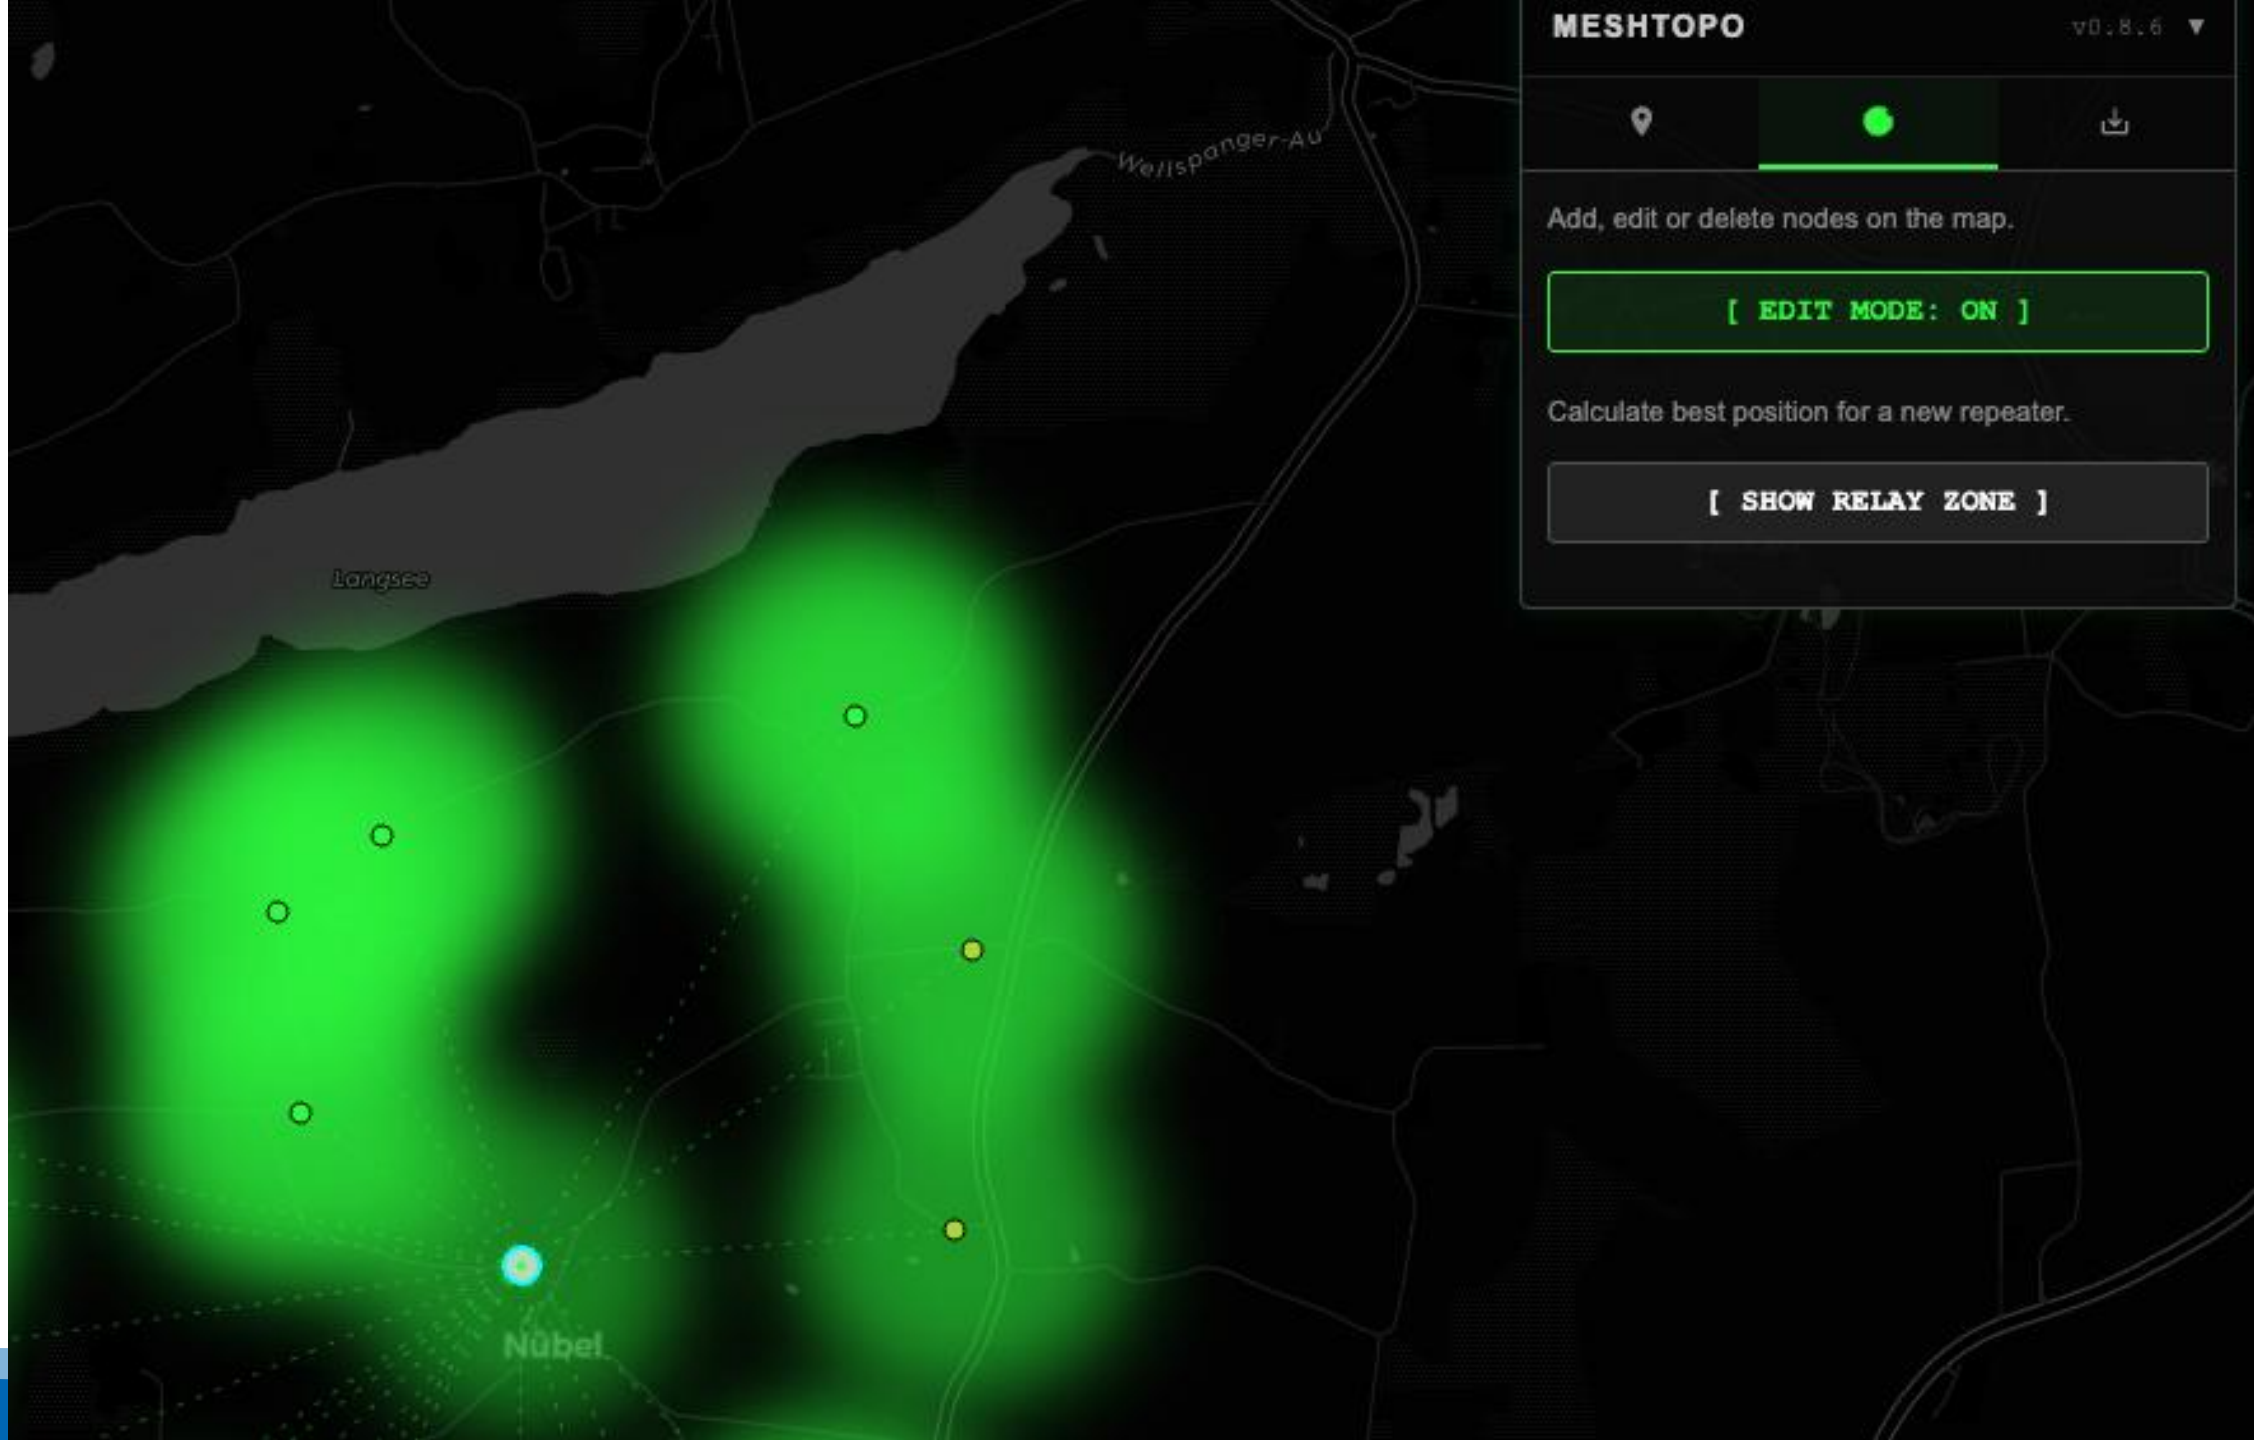 MESHTOPO
v0.8.6 ▼
Wellspanger-Au
Add, edit or delete nodes on the map.
[ EDIT MODE: ON ]
Calculate best position for a new repeater.
[ SHOW RELAY ZONE ]
Langsee
Nübel